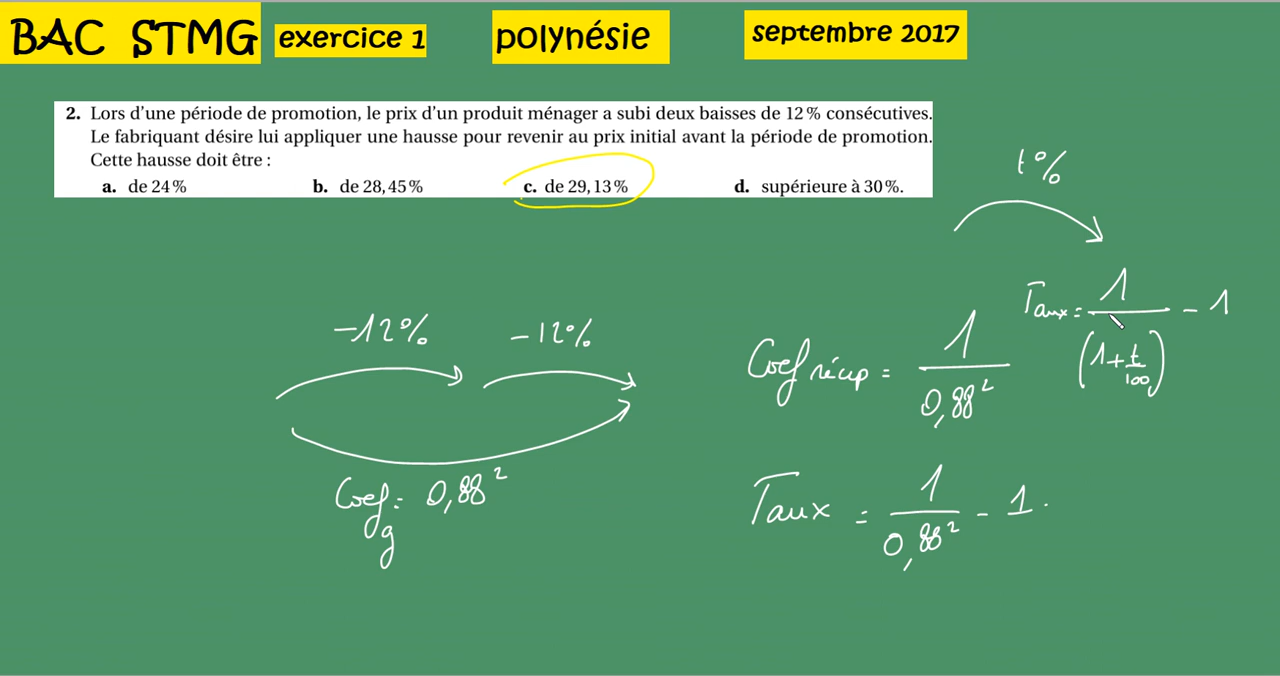 BAC STMG exercice 1 polynésie septembre 2017
2. Lors d'une période de promotion, le prix d'un produit ménager a subi deux baisses de 12 % consécutives.
Le fabriquant désire lui appliquer une hausse pour revenir au prix initial avant la période de promotion.
Cette hausse doit être :
a. de 24 % b. de 28,45 % c. de 29,13 % d. supérieure à 30 %.
t%
Taux = 1 / (1 + t/100) - 1
-12% -12%
Coef récup = 1 / 0,88²
Coef g = 0,88²
Taux = 1 / 0,88² - 1.